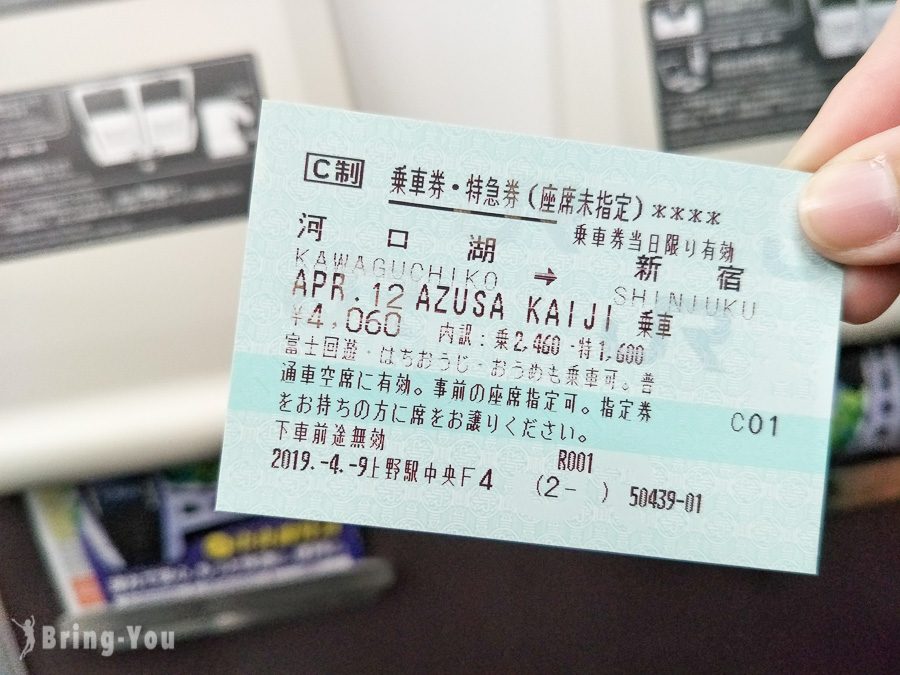 C制 乗車券・特急券(座席未指定)****
乗車券当日限り有効
河口湖 → 新宿
KAWAGUCHIKO SHINJUKU
APR.12 AZUSA KAIJI 乗車
¥4,060 内訳:乗2,460・特1,600
富士回遊・はちおうじ・おうめも乗車可。普
通車空席に有効。事前の座席指定可。指定券
をお持ちの方に席をお譲りください。
C01
下車前途無効
R001
2019.-4.-9上野駅中央F4 (2- ) 50439-01
Bring-You